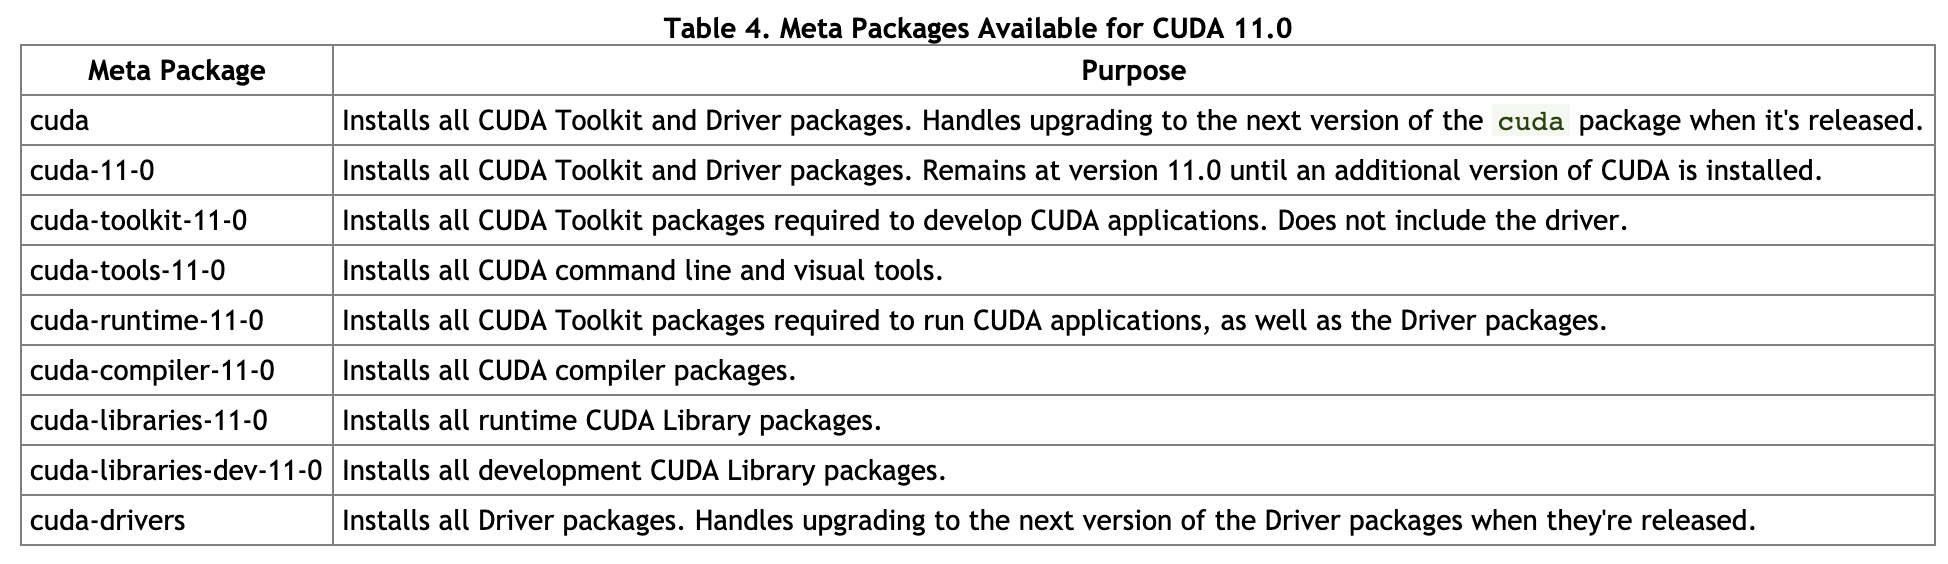 Table 4. Meta Packages Available for CUDA 11.0
Meta Package Purpose
cuda Installs all CUDA Toolkit and Driver packages. Handles upgrading to the next version of the cuda package when it's released.
cuda-11-0 Installs all CUDA Toolkit and Driver packages. Remains at version 11.0 until an additional version of CUDA is installed.
cuda-toolkit-11-0 Installs all CUDA Toolkit packages required to develop CUDA applications. Does not include the driver.
cuda-tools-11-0 Installs all CUDA command line and visual tools.
cuda-runtime-11-0 Installs all CUDA Toolkit packages required to run CUDA applications, as well as the Driver packages.
cuda-compiler-11-0 Installs all CUDA compiler packages.
cuda-libraries-11-0 Installs all runtime CUDA Library packages.
cuda-libraries-dev-11-0 Installs all development CUDA Library packages.
cuda-drivers Installs all Driver packages. Handles upgrading to the next version of the Driver packages when they're released.